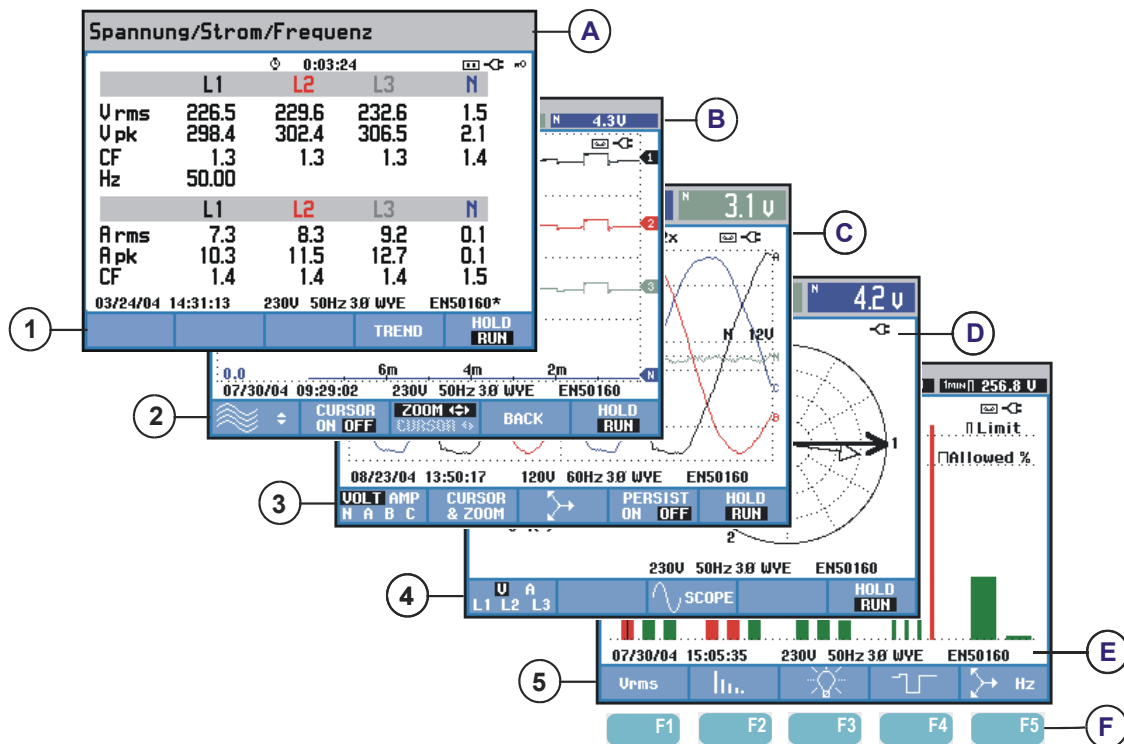 Spannung/Strom/Frequenz
A
0:03:24
L1 L2 L3 N
Vrms 226.5 229.6 232.6 1.5
Vpk 298.4 302.4 306.5 2.1
CF 1.3 1.3 1.3 1.4
Hz 50.00
L1 L2 L3 N
Arms 7.3 8.3 9.2 0.1
Apk 10.3 11.5 12.7 0.1
CF 1.4 1.4 1.4 1.5
03/24/04 14:31:13 230V 50Hz 3Ø WYE EN50160*
1
TREND
HOLD
RUN
N 4.3V
B
1
2
3
N
0.0 6m 4m 2m
07/30/04 09:29:02 230V 50Hz 3Ø WYE EN50160
2
CURSOR
ON OFF
ZOOM
CURSOR
BACK
HOLD
RUN
N 3.1 V
C
2x
A
N 12V
N
C
B
08/23/04 13:50:17 120V 60Hz 3Ø WYE EN50160
3
VOLT AMP
N A B C
CURSOR
& ZOOM
PERSIST
ON OFF
HOLD
RUN
N 4.2 V
D
1
2
230V 50Hz 3Ø WYE EN50160
4
V A
L1 L2 L3
SCOPE
HOLD
RUN
1MIN 256.8 V
Limit
Allowed %
E
07/30/04 15:05:35 230V 50Hz 3Ø WYE EN50160
5
Vrms
Hz
F1 F2 F3 F4 F5
F